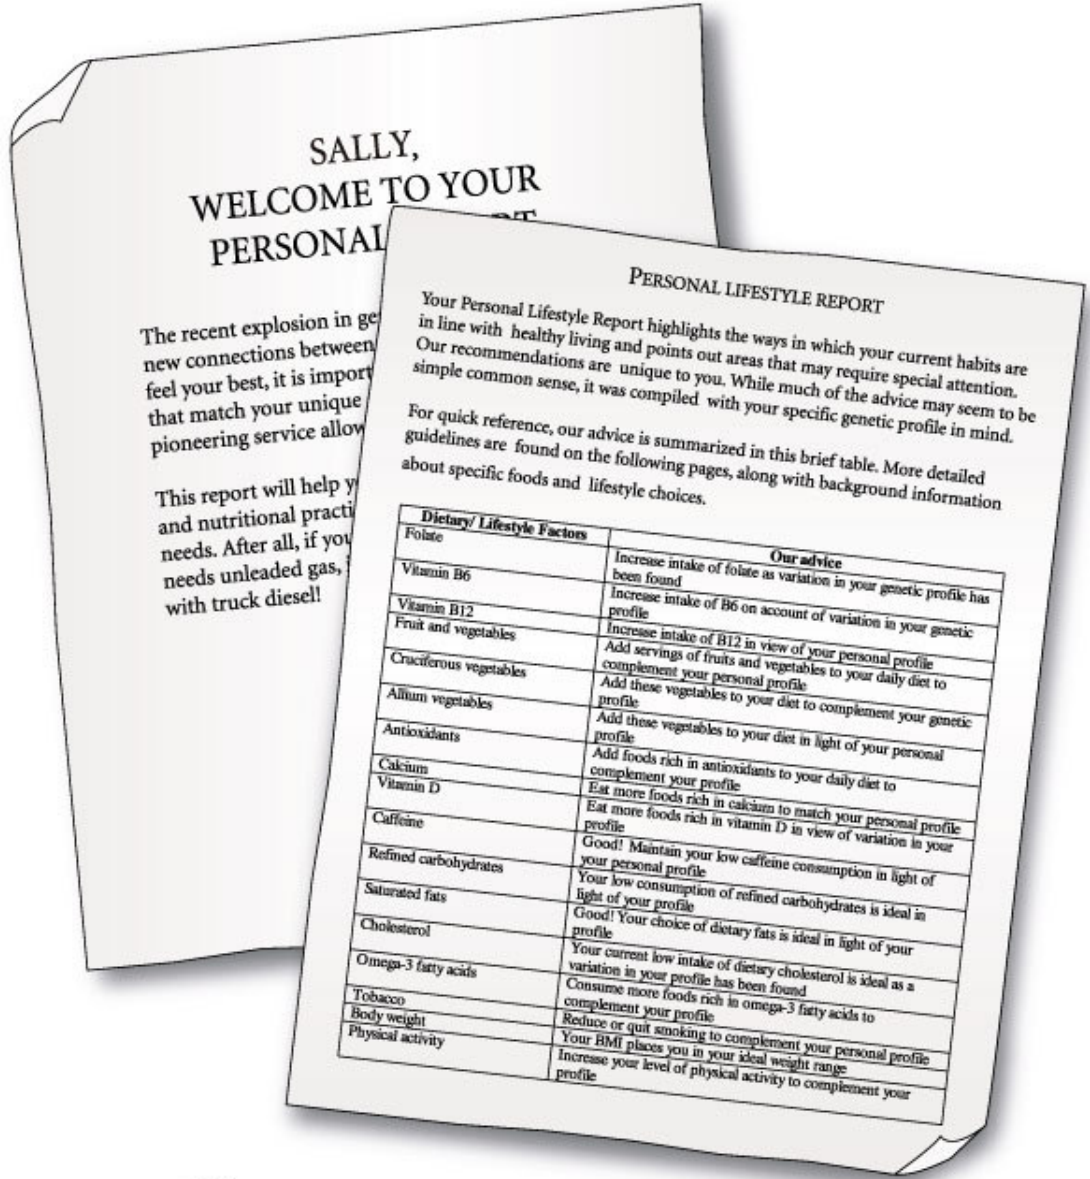 SALLY,
WELCOME TO YOUR
PERSONAL
The recent explosion in ge
new connections between
feel your best, it is import
that match your unique
pioneering service allow
This report will help y
and nutritional practi
needs. After all, if you
needs unleaded gas,
with truck diesel!
PERSONAL LIFESTYLE REPORT
Your Personal Lifestyle Report highlights the ways in which your current habits are
in line with healthy living and points out areas that may require special attention.
Our recommendations are unique to you. While much of the advice may seem to be
simple common sense, it was compiled with your specific genetic profile in mind.
For quick reference, our advice is summarized in this brief table. More detailed
guidelines are found on the following pages, along with background information
about specific foods and lifestyle choices.
Dietary/ Lifestyle Factors Our advice
Folate Increase intake of folate as variation in your genetic profile has
been found
Vitamin B6 Increase intake of B6 on account of variation in your genetic
profile
Vitamin B12 Increase intake of B12 in view of your personal profile
Fruit and vegetables Add servings of fruits and vegetables to your daily diet to
complement your personal profile
Cruciferous vegetables Add these vegetables to your diet to complement your genetic
profile
Allium vegetables Add these vegetables to your diet in light of your personal
profile
Antioxidants Add foods rich in antioxidants to your daily diet to
complement your profile
Calcium Eat more foods rich in calcium to match your personal profile
Vitamin D Eat more foods rich in vitamin D in view of variation in your
profile
Caffeine Good! Maintain your low caffeine consumption in light of
your personal profile
Refined carbohydrates Your low consumption of refined carbohydrates is ideal in
light of your profile
Saturated fats Good! Your choice of dietary fats is ideal in light of your
profile
Cholesterol Your current low intake of dietary cholesterol is ideal as a
variation in your profile has been found
Omega-3 fatty acids Consume more foods rich in omega-3 fatty acids to
complement your profile
Tobacco Reduce or quit smoking to complement your personal profile
Body weight Your BMI places you in your ideal weight range
Physical activity Increase your level of physical activity to complement your
profile